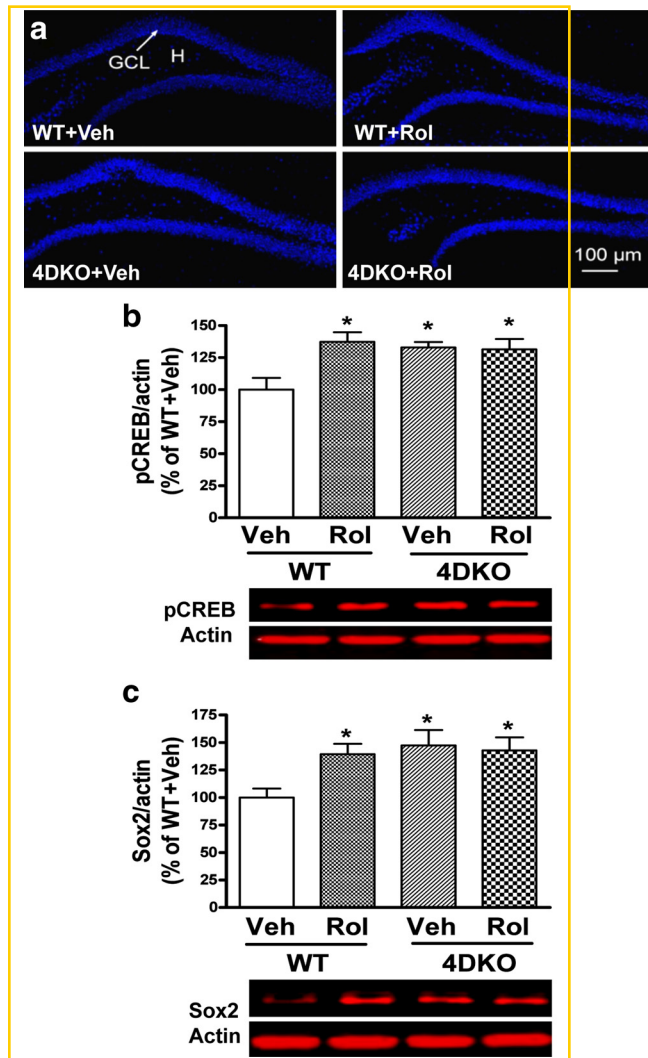 a
GCL
H
WT+Veh
WT+Rol
4DKO+Veh
4DKO+Rol
100 µm
b
pCREB/actin
(% of WT+Veh)
150
125
100
75
50
25
0
*
*
*
Veh Rol Veh Rol
WT 4DKO
pCREB
Actin
c
Sox2/actin
(% of WT+Veh)
175
150
125
100
75
50
25
0
*
*
*
Veh Rol Veh Rol
WT 4DKO
Sox2
Actin